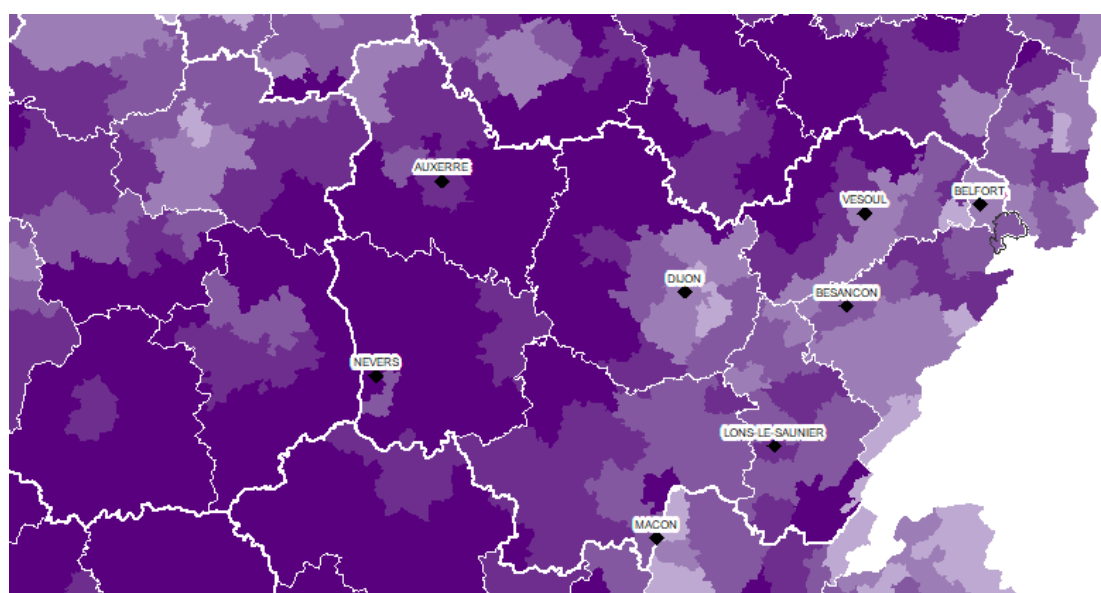 AUXERRE
BELFORT
VESOUL
DIJON
BESANCON
NEVERS
LONS-LE-SAUNIER
MACON